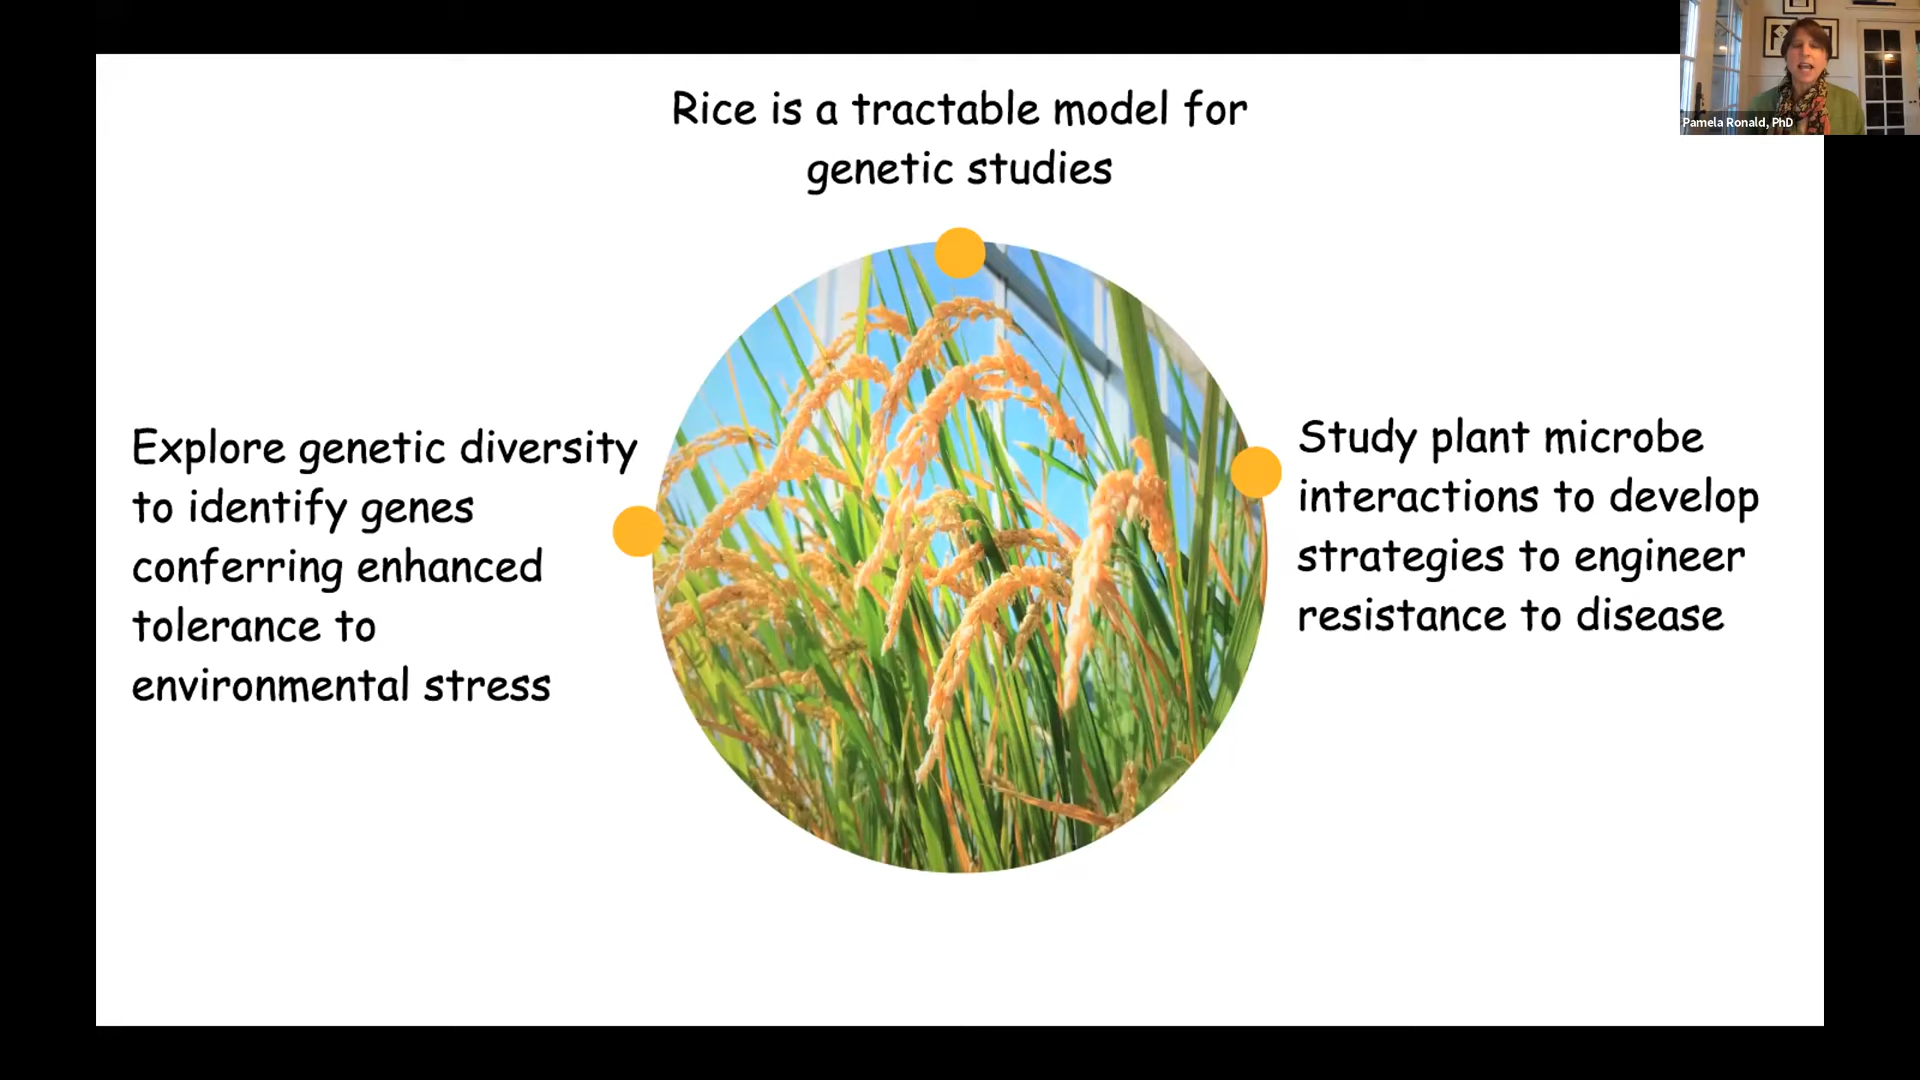 Rice is a tractable model for
genetic studies
Explore genetic diversity
to identify genes
conferring enhanced
tolerance to
environmental stress
Study plant microbe
interactions to develop
strategies to engineer
resistance to disease
Pamela Ronald, PhD